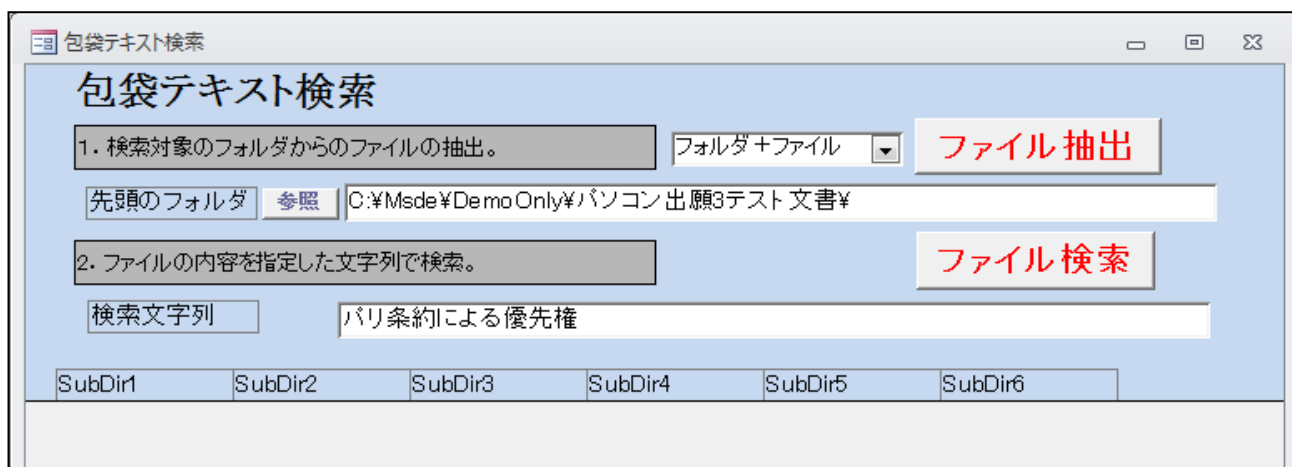 包袋テキスト検索
包袋テキスト検索
1. 検索対象のフォルダからのファイルの抽出。 フォルダ+ファイル ファイル抽出
先頭のフォルダ 参照 C:¥Msde¥DemoOnly¥パソコン出願3テスト文書¥
2. ファイルの内容を指定した文字列で検索。 ファイル検索
検索文字列 パリ条約による優先権
SubDir1 SubDir2 SubDir3 SubDir4 SubDir5 SubDir6